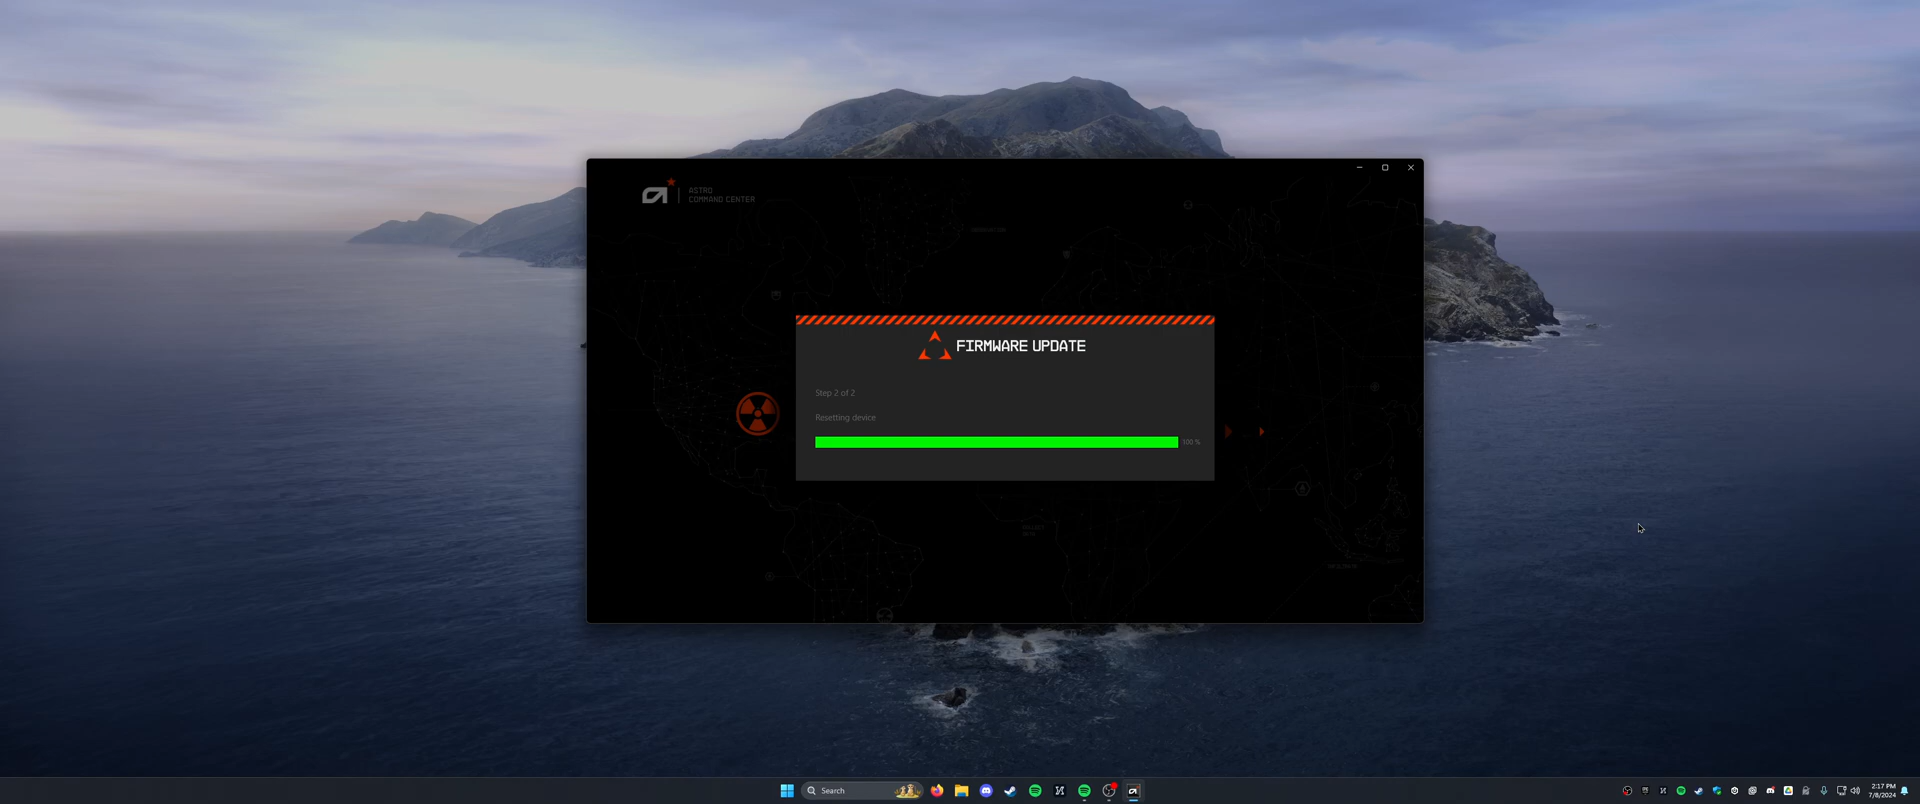 ASTRO
COMMAND CENTER
FIRMWARE UPDATE
Step 2 of 2
Resetting device
100 %
Search
2:17 PM
7/8/2024